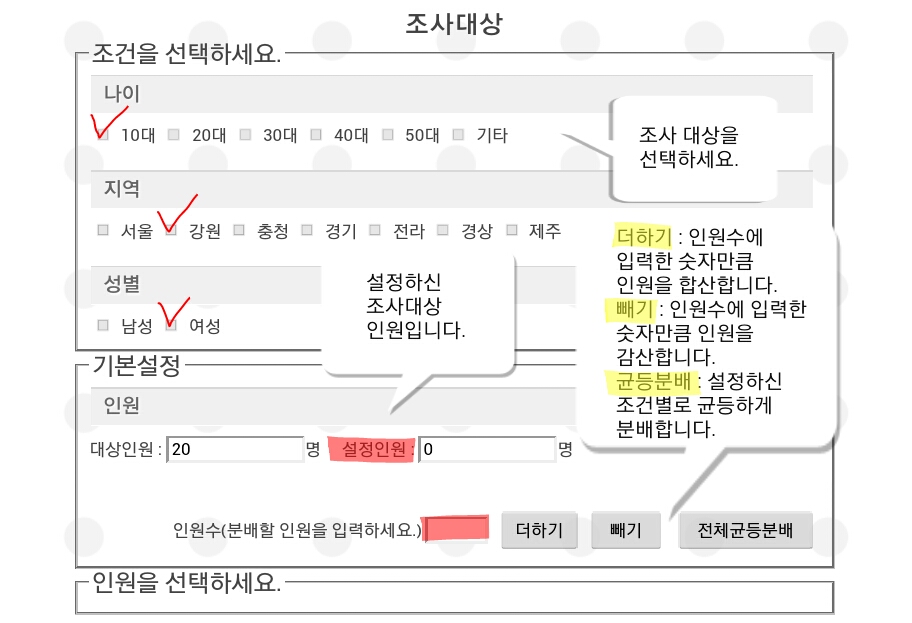 조사대상
조건을 선택하세요.
나이
10대 20대 30대 40대 50대 기타
조사 대상을
선택하세요.
지역
서울 강원 충청 경기 전라 경상 제주
성별
남성 여성
설정하신
조사대상
인원입니다.
더하기 : 인원수에
입력한 숫자만큼
인원을 합산합니다.
빼기 : 인원수에 입력한
숫자만큼 인원을
감산합니다.
균등분배 : 설정하신
조건별로 균등하게
분배합니다.
기본설정
인원
대상인원 : 20 명 설정인원 : 0 명
인원수(분배할 인원을 입력하세요.) 더하기 빼기 전체균등분배
인원을 선택하세요.